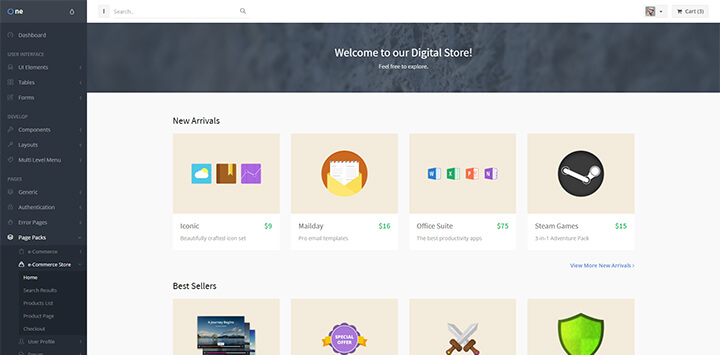 ne
Search..
Cart (3)
Dashboard
USER INTERFACE
UI Elements
Tables
Forms
DEVELOP
Components
Layouts
Multi Level Menu
PAGES
Generic
Authentication
Error Pages
Page Packs
e-Commerce
e-Commerce Store
Home
Search Results
Products List
Product Page
Checkout
User Profile
Forum
Welcome to our Digital Store!
Feel free to explore.
New Arrivals
Iconic $9
Beautifully crafted icon set
Mailday $16
Pro email templates
W X P N
Office Suite $75
The best productivity apps
Steam Games $15
3-in-1 Adventure Pack
View More New Arrivals ›
Best Sellers
A Journey Begins
SPECIAL
OFFER